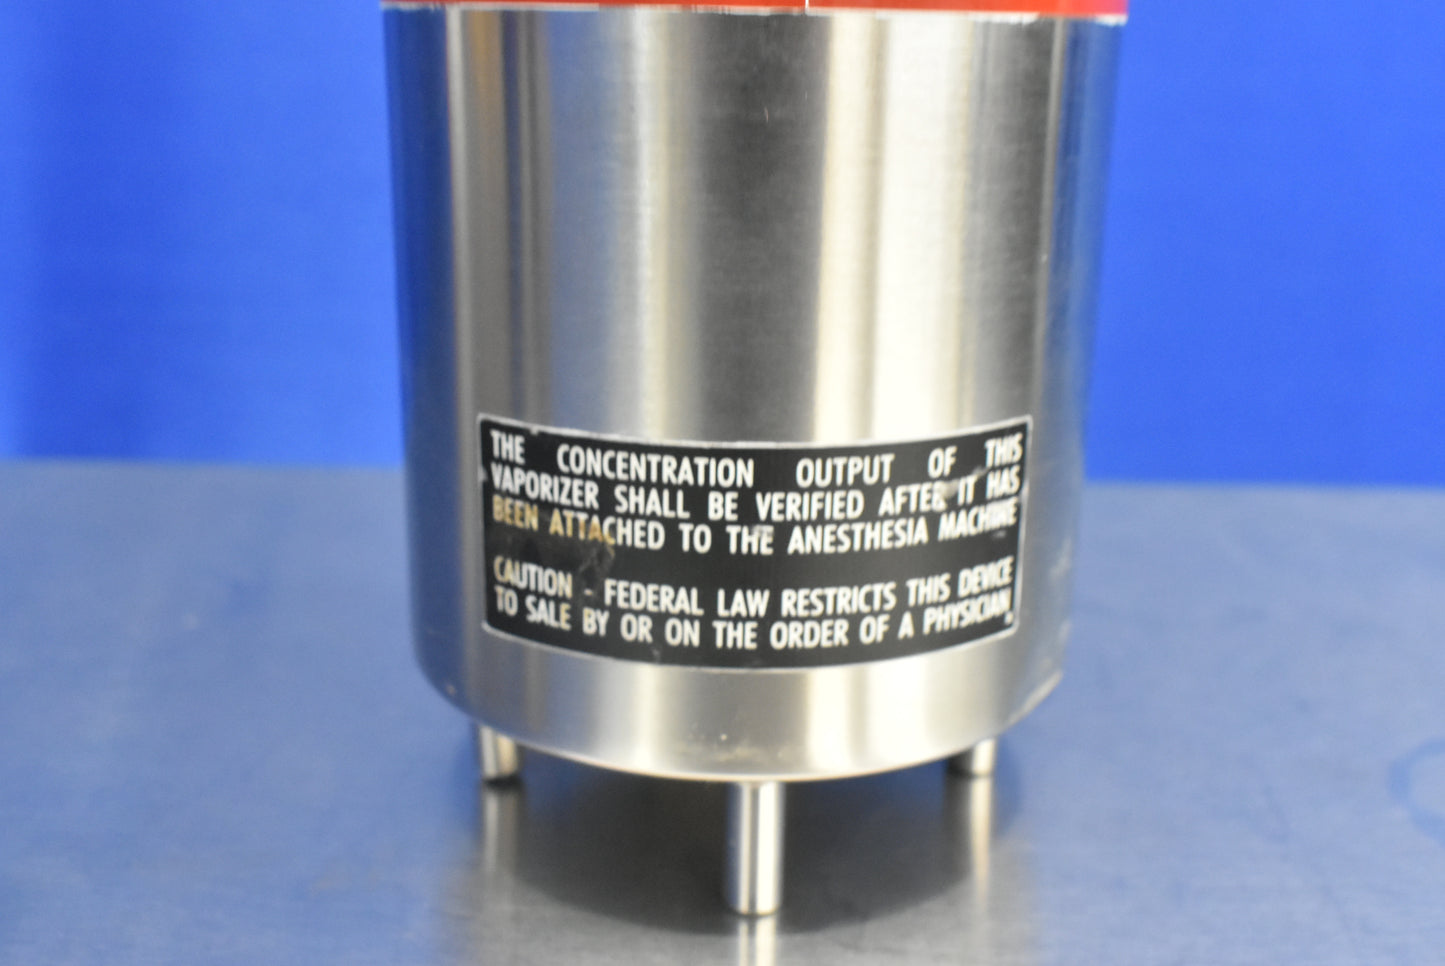 THE CONCENTRATION OUTPUT OF THIS
VAPORIZER SHALL BE VERIFIED AFTER IT HAS
BEEN ATTACHED TO THE ANESTHESIA MACHINE
CAUTION - FEDERAL LAW RESTRICTS THIS DEVICE
TO SALE BY OR ON THE ORDER OF A PHYSICIAN.